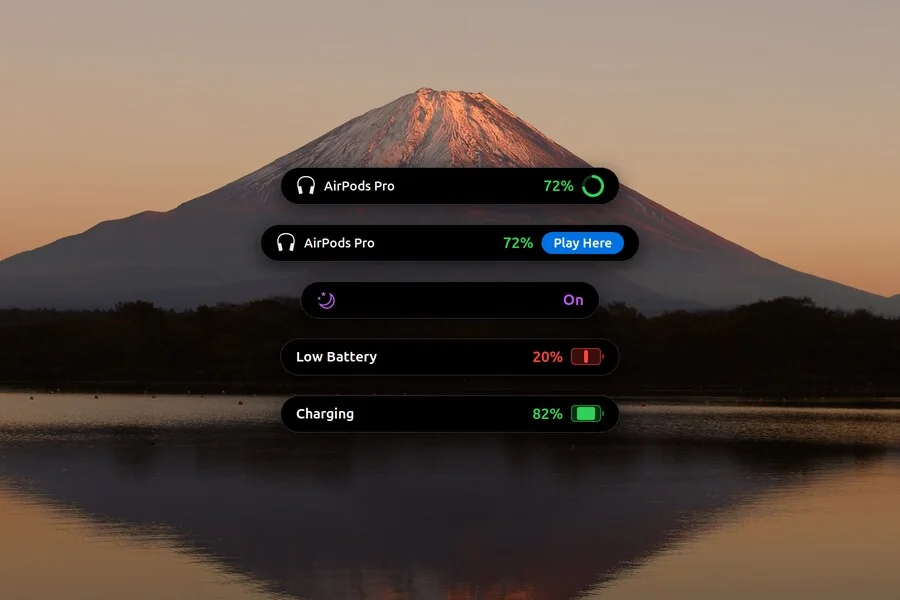 AirPods Pro 72%
AirPods Pro 72% Play Here
On
Low Battery 20%
Charging 82%